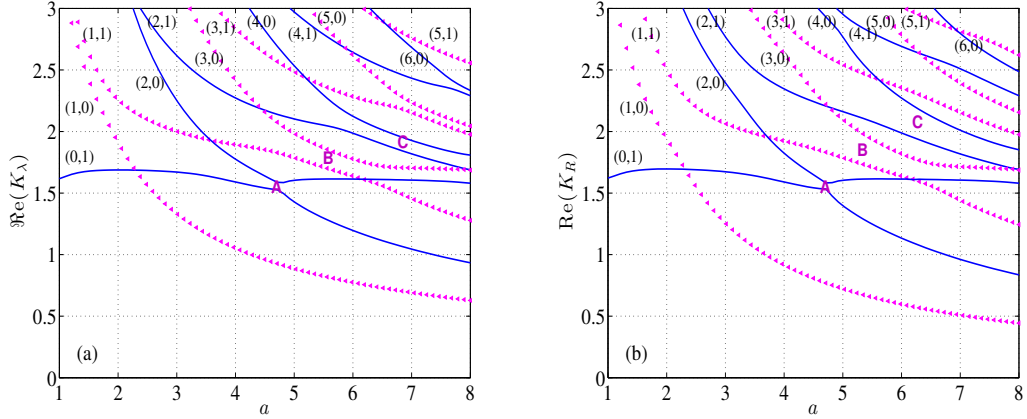 3
2.5
2
1.5
1
0.5
0
1 2 3 4 5 6 7 8
a
ℜe(K_λ)
(1,1) (2,1) (3,1) (4,0) (4,1) (5,0) (5,1)
(6,0)
(3,0)
(2,0)
(1,0)
(0,1)
A
B
C
(a)
3
2.5
2
1.5
1
0.5
0
1 2 3 4 5 6 7 8
a
Re(K_R)
(1,1) (2,1) (3,1) (4,0) (4,1) (5,0) (5,1)
(6,0)
(3,0)
(2,0)
(1,0)
(0,1)
A
B
C
(b)